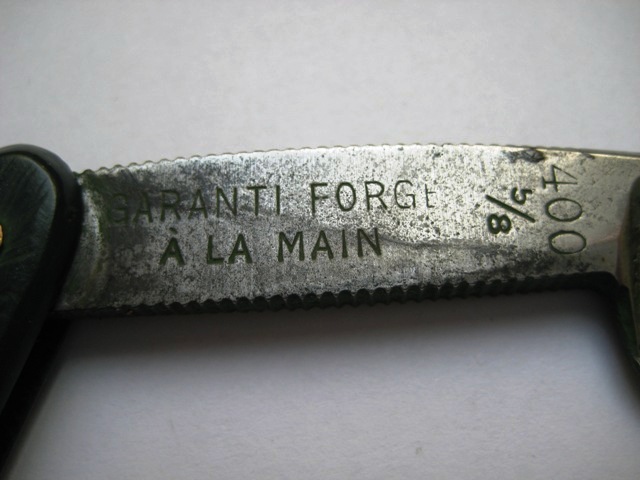 GARANTI FORGE
À LA MAIN
5/8
400